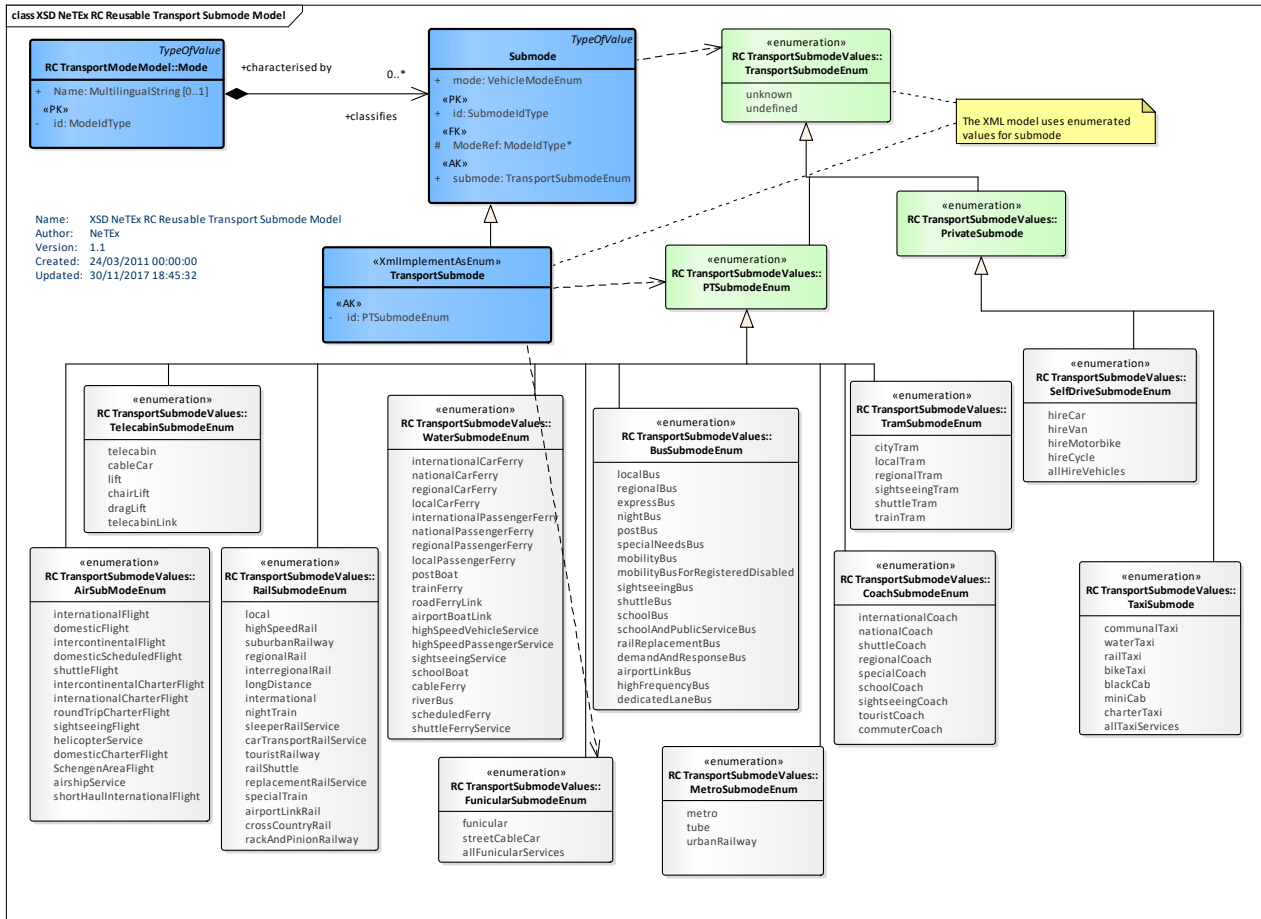 class XSD NeTEx RC Reusable Transport Submode Model
TypeOfValue
RC TransportModeModel::Mode
+ Name: MultilingualString [0..1]
«PK»
- id: ModeIdType
+characterised by
0..*
+classifies
TypeOfValue
Submode
+ mode: VehicleModeEnum
«PK»
+ id: SubmodeIdType
«FK»
# ModeRef: ModeIdType*
«AK»
+ submode: TransportSubmodeEnum
«enumeration»
RC TransportSubmodeValues::
TransportSubmodeEnum
unknown
undefined
The XML model uses enumerated
values for submode
Name: XSD NeTEx RC Reusable Transport Submode Model
Author: NeTEx
Version: 1.1
Created: 24/03/2011 00:00:00
Updated: 30/11/2017 18:45:32
«XmlImplementAsEnum»
TransportSubmode
«AK»
- id: PTSubmodeEnum
«enumeration»
RC TransportSubmodeValues::
PTSubmodeEnum
«enumeration»
RC TransportSubmodeValues::
PrivateSubmode
«enumeration»
RC TransportSubmodeValues::
TelecabinSubmodeEnum
telecabin
cableCar
lift
chairLift
dragLift
telecabinLink
«enumeration»
RC TransportSubmodeValues::
WaterSubmodeEnum
internationalCarFerry
nationalCarFerry
regionalCarFerry
localCarFerry
internationalPassengerFerry
nationalPassengerFerry
regionalPassengerFerry
localPassengerFerry
postBoat
trainFerry
roadFerryLink
airportBoatLink
highSpeedVehicleService
highSpeedPassengerService
sightseeingService
schoolBoat
cableFerry
riverBus
scheduledFerry
shuttleFerryService
«enumeration»
RC TransportSubmodeValues::
BusSubmodeEnum
localBus
regionalBus
expressBus
nightBus
postBus
specialNeedsBus
mobilityBus
mobilityBusForRegisteredDisabled
sightseeingBus
shuttleBus
schoolBus
schoolAndPublicServiceBus
railReplacementBus
demandAndResponseBus
airportLinkBus
highFrequencyBus
dedicatedLaneBus
«enumeration»
RC TransportSubmodeValues::
TramSubmodeEnum
cityTram
localTram
regionalTram
sightseeingTram
shuttleTram
trainTram
«enumeration»
RC TransportSubmodeValues::
SelfDriveSubmodeEnum
hireCar
hireVan
hireMotorbike
hireCycle
allHireVehicles
«enumeration»
RC TransportSubmodeValues::
AirSubModeEnum
internationalFlight
domesticFlight
intercontinentalFlight
domesticScheduledFlight
shuttleFlight
intercontinentalCharterFlight
internationalCharterFlight
roundTripCharterFlight
sightseeingFlight
helicopterService
domesticCharterFlight
SchengenAreaFlight
airshipService
shortHaulInternationalFlight
«enumeration»
RC TransportSubmodeValues::
RailSubmodeEnum
local
highSpeedRail
suburbanRailway
regionalRail
interregionalRail
longDistance
intermational
nightTrain
sleeperRailService
carTransportRailService
touristRailway
railShuttle
replacementRailService
specialTrain
airportLinkRail
crossCountryRail
rackAndPinionRailway
«enumeration»
RC TransportSubmodeValues::
CoachSubmodeEnum
internationalCoach
nationalCoach
shuttleCoach
regionalCoach
specialCoach
schoolCoach
sightseeingCoach
touristCoach
commuterCoach
«enumeration»
RC TransportSubmodeValues::
TaxiSubmode
communalTaxi
waterTaxi
railTaxi
bikeTaxi
blackCab
miniCab
charterTaxi
allTaxiServices
«enumeration»
RC TransportSubmodeValues::
FunicularSubmodeEnum
funicular
streetCableCar
allFunicularServices
«enumeration»
RC TransportSubmodeValues::
MetroSubmodeEnum
metro
tube
urbanRailway